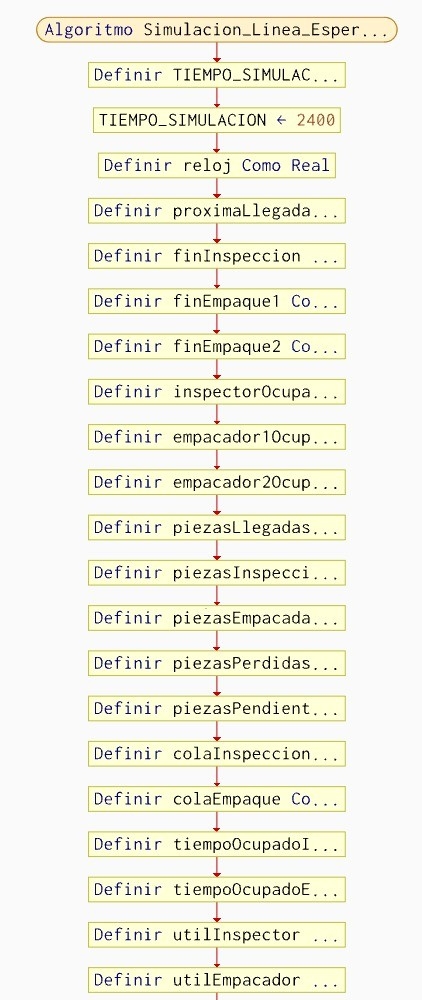 Algoritmo Simulacion_Linea_Esper...
Definir TIEMPO_SIMULAC...
TIEMPO_SIMULACION ← 2400
Definir reloj Como Real
Definir proximaLlegada...
Definir finInspeccion ...
Definir finEmpaque1 Co...
Definir finEmpaque2 Co...
Definir inspectorOcupa...
Definir empacador1Ocup...
Definir empacador2Ocup...
Definir piezasLlegadas...
Definir piezasInspecci...
Definir piezasEmpacada...
Definir piezasPerdidas...
Definir piezasPendient...
Definir colaInspeccion...
Definir colaEmpaque Co...
Definir tiempoOcupadoI...
Definir tiempoOcupadoE...
Definir utilInspector ...
Definir utilEmpacador ...